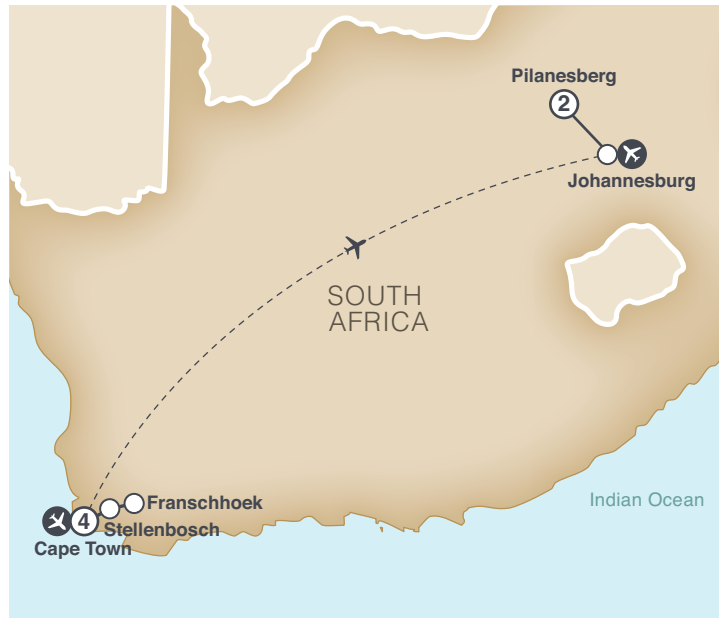 Pilanesberg
2
Johannesburg
SOUTH
AFRICA
Indian Ocean
Franschhoek
4
Stellenbosch
Cape Town